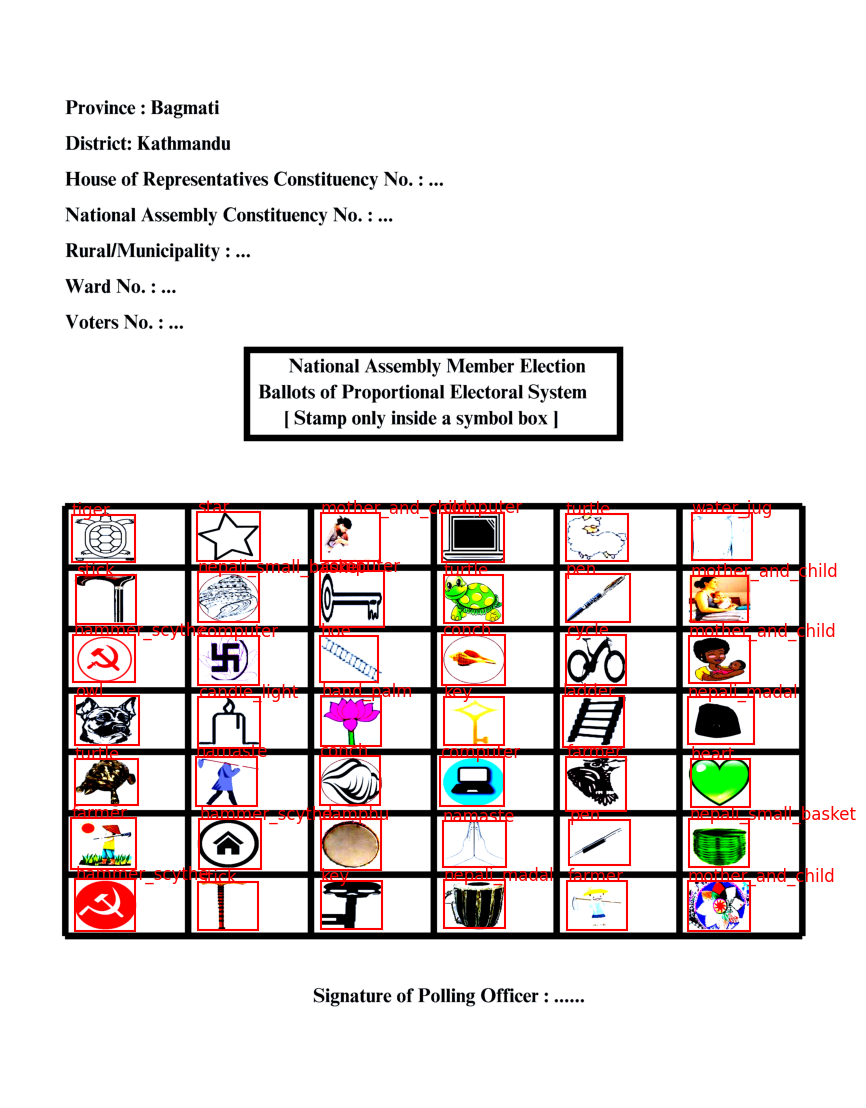 Province : Bagmati
District: Kathmandu
House of Representatives Constituency No. : ...
National Assembly Constituency No. : ...
Rural/Municipality : ...
Ward No. : ...
Voters No. : ...
National Assembly Member Election
Ballots of Proportional Electoral System
[ Stamp only inside a symbol box ]
tiger star mother_and_child computer turtle water_jug
stick nepali_small_basket computer turtle pen mother_and_child
hammer_scythe computer conch cycle mother_and_child
owl candle_light hand_palm key ladder nepali_madal
turtle namaste conch computer farmer heart
farmer hammer_scythe damphu namaste pen nepali_small_basket
hammer_scythe stick key nepali_madal farmer mother_and_child
Signature of Polling Officer : ......